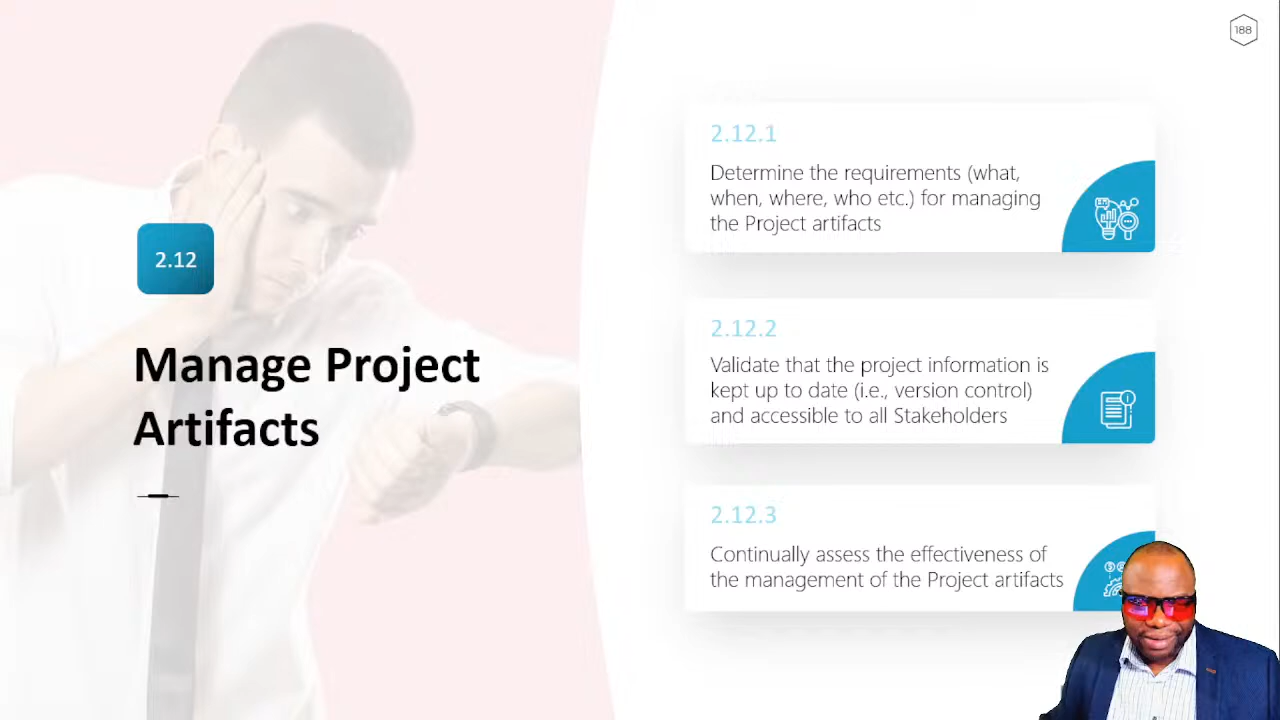 188
2.12
Manage Project
Artifacts
2.12.1
Determine the requirements (what,
when, where, who etc.) for managing
the Project artifacts
2.12.2
Validate that the project information is
kept up to date (i.e., version control)
and accessible to all Stakeholders
2.12.3
Continually assess the effectiveness of
the management of the Project artifacts